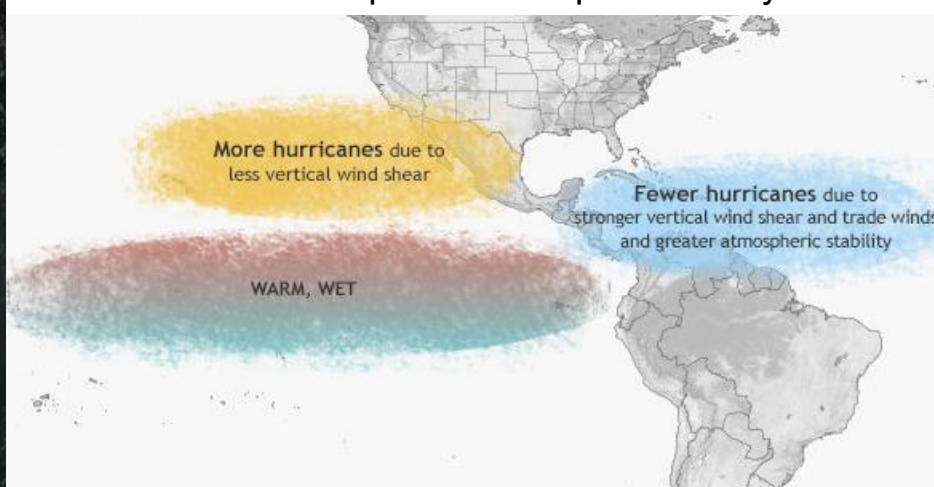 More hurricanes due to
less vertical wind shear
Fewer hurricanes due to
stronger vertical wind shear and trade winds
and greater atmospheric stability
WARM, WET